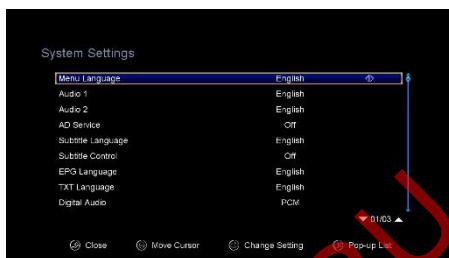 System Settings
Menu Language English
Audio 1 English
Audio 2 English
AD Service Off
Subtitle Language English
Subtitle Control Off
EPG Language English
TXT Language English
Digital Audio PCM
01/03
Close Move Cursor Change Setting Pop-up List